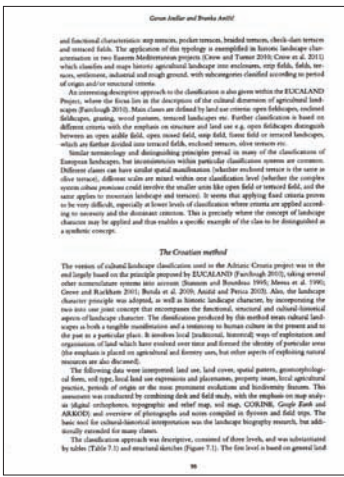 Goran Andlar and Branka Aničić
and functional characteristics: step terraces, pocket terraces, braided terraces, check-dam terraces
and terraced fields. The application of this typology is exemplified in historic landscape char-
acterisation in two Eastern Mediterranean projects (Crow and Turner 2010; Crow et al. 2011)
which classifies and maps historic agricultural landscape into enclosures, strip fields, fields, ter-
races, settlement, industrial and rough ground, with subcategories classified according to period
of origin and/or structural criteria.
An interesting descriptive approach to the classification is also given within the EUCALAND
Project, where the focus lies in the description of the cultural dimension of agricultural land-
scapes (Fairclough 2010). Main classes are defined by land use criteria: open fieldscapes, enclosed
fieldscapes, grazing, wood pastures, terraced landscapes etc. Further classification is based on
different criteria with the emphasis on structure and land use e.g. open fieldscapes distinguish
between an open arable field, open mixed field, strip field, forest field or terraced landscapes,
which are further divided into terraced fields, enclosed terraces, olive terraces etc.
Similar terminology and distinguishing principles prevail in many of the classifications of
European landscapes, but inconsistencies within particular classification systems are common.
Different classes can have similar spatial manifestation (whether enclosed terrace is the same as
olive terrace), different scales are mixed within one classification level (whether the complex
system coltura promiscua could involve the smaller units like open field or terraced field, and the
same applies to mountain landscape and terraces). It seems that applying fixed criteria proves
to be very difficult, especially at lower levels of classification where criteria are applied accord-
ing to necessity and the dominant criterion. This is precisely where the concept of landscape
character may be applied and thus enables a specific example of the class to be distinguished as
a synthetic concept.
The Croatian method
The version of cultural landscape classification used in the Adriatic Croatia project was in the
end largely based on the principle proposed by EUCALAND (Fairclough 2010), taking several
other nomenclature systems into account
Grove and Rackham 2001; Also, the landscape
character principle was adopted, as well as historic landscape character, by incorporating the
two into one joint concept that encompasses the functional, structural and cultural-historical
aspects of landscape character. The classification produced by this method treats cultural land-
scapes as both a tangible manifestation and a testimony to human culture in the present and to
the past in a particular place. It involves local (traditional, historical) ways of exploitation and
organisation of land which have evolved over time and formed the identity of particular areas
(the emphasis is placed on agricultural and forestry uses, but other aspects of exploiting natural
resources are also discussed).
The following data were interpreted: land use, land cover, spatial pattern, geomorphologi-
cal form, soil type, local land use expressions and placenames, property issues, local agricultural
practice, periods of origin or the most prominent evolutions and biodiversity features. This
assessment was conducted by combining desk and field study, with the emphasis on map analy-
sis (digital orthophotos, topographic and relief map, soil map, CORINE, Google Earth and
ARKOD) and overview of photographs and notes compiled in flyovers and field trips. The
basic tool for cultural-historical interpretation was the landscape biography research, but addi-
tionally extended for many classes.
The classification approach was descriptive, consisted of three levels, and was substantiated
by tables (Table 7.1) and structural sketches (Figure 7.1). The first level is based on general land